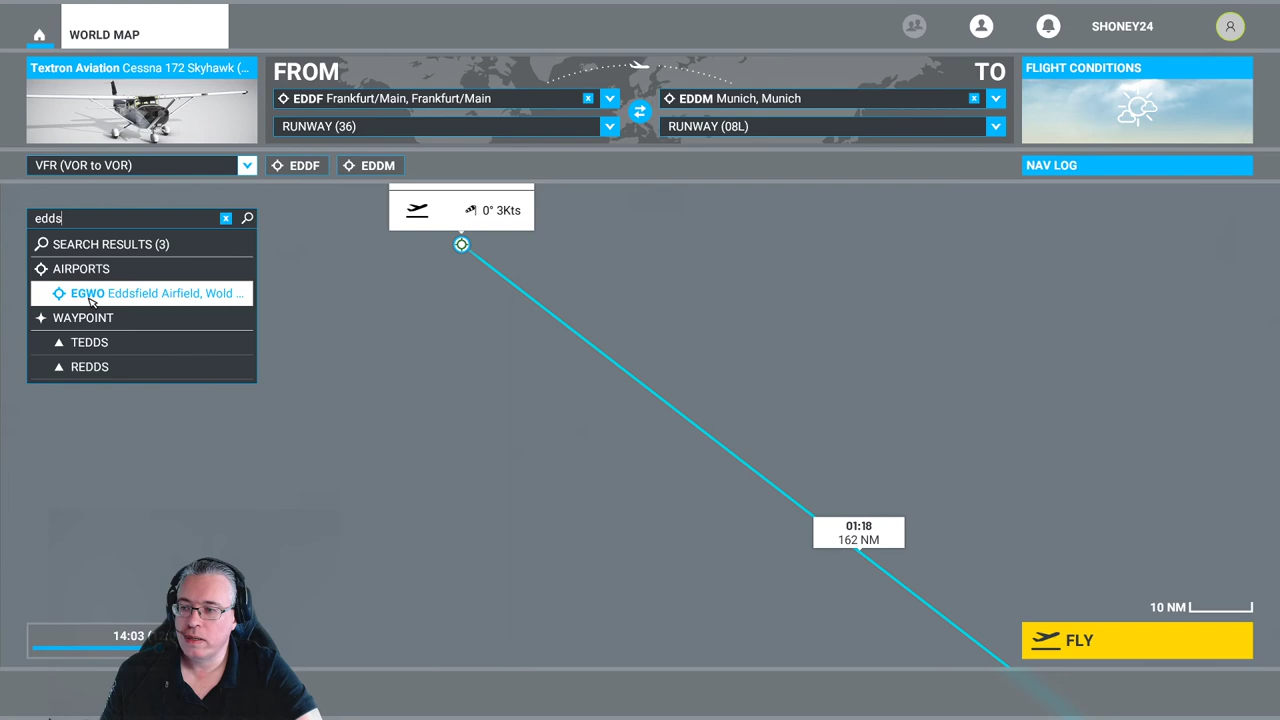 WORLD MAP
SHONEY24
Textron Aviation Cessna 172 Skyhawk (...
FROM
TO
FLIGHT CONDITIONS
EDDF Frankfurt/Main, Frankfurt/Main
x
EDDM Munich, Munich
x
RUNWAY (36)
RUNWAY (08L)
VFR (VOR to VOR)
EDDF
EDDM
NAV LOG
edds
x
0° 3Kts
SEARCH RESULTS (3)
AIRPORTS
EGWO Eddsfield Airfield, Wold ...
WAYPOINT
TEDDS
REDDS
01:18
162 NM
10 NM
14:03
FLY